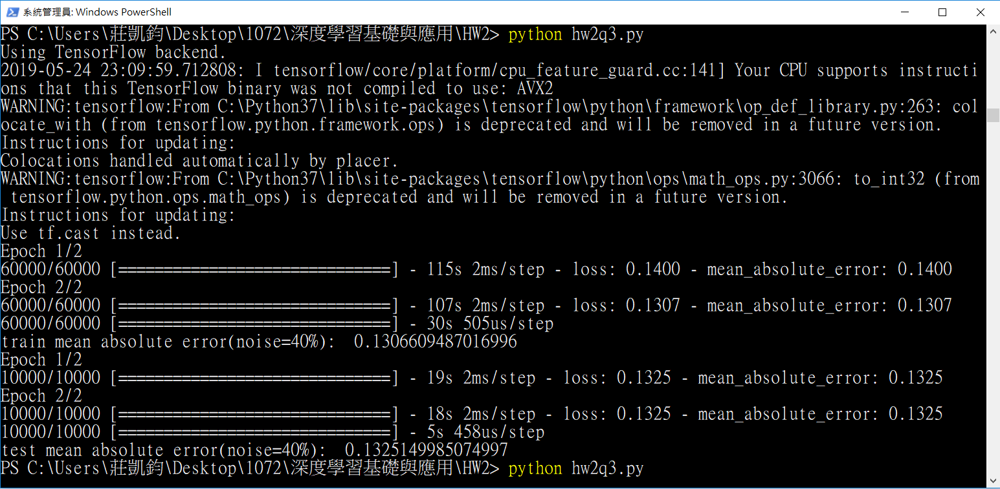 系統管理員: Windows PowerShell
PS C:\Users\莊凱鈞\Desktop\1072\深度學習基礎與應用\HW2> python hw2q3.py
Using TensorFlow backend.
2019-05-24 23:09:59.712808: I tensorflow/core/platform/cpu_feature_guard.cc:141] Your CPU supports instructi
ons that this TensorFlow binary was not compiled to use: AVX2
WARNING:tensorflow:From C:\Python37\lib\site-packages\tensorflow\python\framework\op_def_library.py:263: col
ocate_with (from tensorflow.python.framework.ops) is deprecated and will be removed in a future version.
Instructions for updating:
Colocations handled automatically by placer.
WARNING:tensorflow:From C:\Python37\lib\site-packages\tensorflow\python\ops\math_ops.py:3066: to_int32 (from
 tensorflow.python.ops.math_ops) is deprecated and will be removed in a future version.
Instructions for updating:
Use tf.cast instead.
Epoch 1/2
60000/60000 [==============================] - 115s 2ms/step - loss: 0.1400 - mean_absolute_error: 0.1400
Epoch 2/2
60000/60000 [==============================] - 107s 2ms/step - loss: 0.1307 - mean_absolute_error: 0.1307
60000/60000 [==============================] - 30s 505us/step
train mean absolute error(noise=40%):  0.1306609487016996
Epoch 1/2
10000/10000 [==============================] - 19s 2ms/step - loss: 0.1325 - mean_absolute_error: 0.1325
Epoch 2/2
10000/10000 [==============================] - 18s 2ms/step - loss: 0.1325 - mean_absolute_error: 0.1325
10000/10000 [==============================] - 5s 458us/step
test mean absolute error(noise=40%):  0.1325149985074997
PS C:\Users\莊凱鈞\Desktop\1072\深度學習基礎與應用\HW2> python hw2q3.py